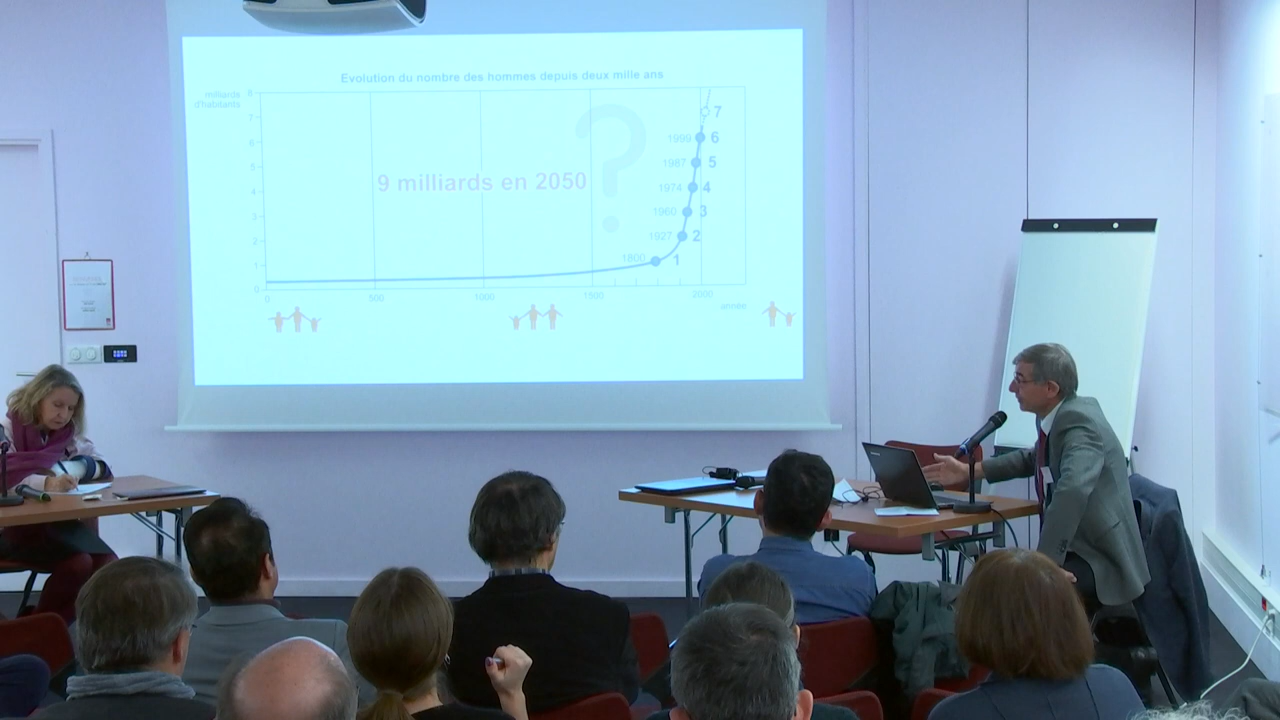 Evolution du nombre des hommes depuis deux mille ans
milliards
d'habitants
8
7
6
5
4
3
2
1
0
9 milliards en 2050
?
7
1999 6
1987 5
1974 4
1960 3
1927 2
1800 1
0 500 1000 1500 2000
année